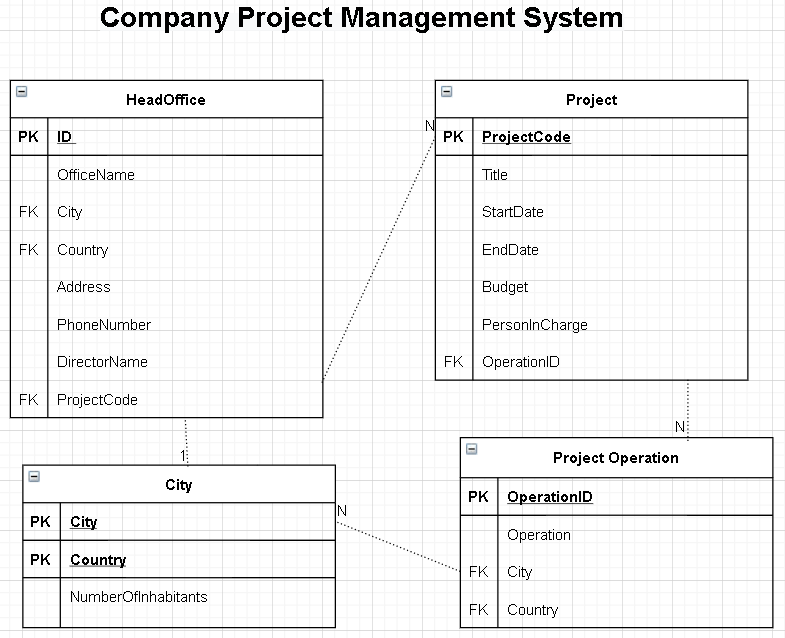 Company Project Management System
HeadOffice
PK ID
OfficeName
FK City
FK Country
Address
PhoneNumber
DirectorName
FK ProjectCode
N
Project
PK ProjectCode
Title
StartDate
EndDate
Budget
PersonInCharge
FK OperationID
1
N
City
PK City
PK Country
NumberOfInhabitants
N
Project Operation
PK OperationID
Operation
FK City
FK Country